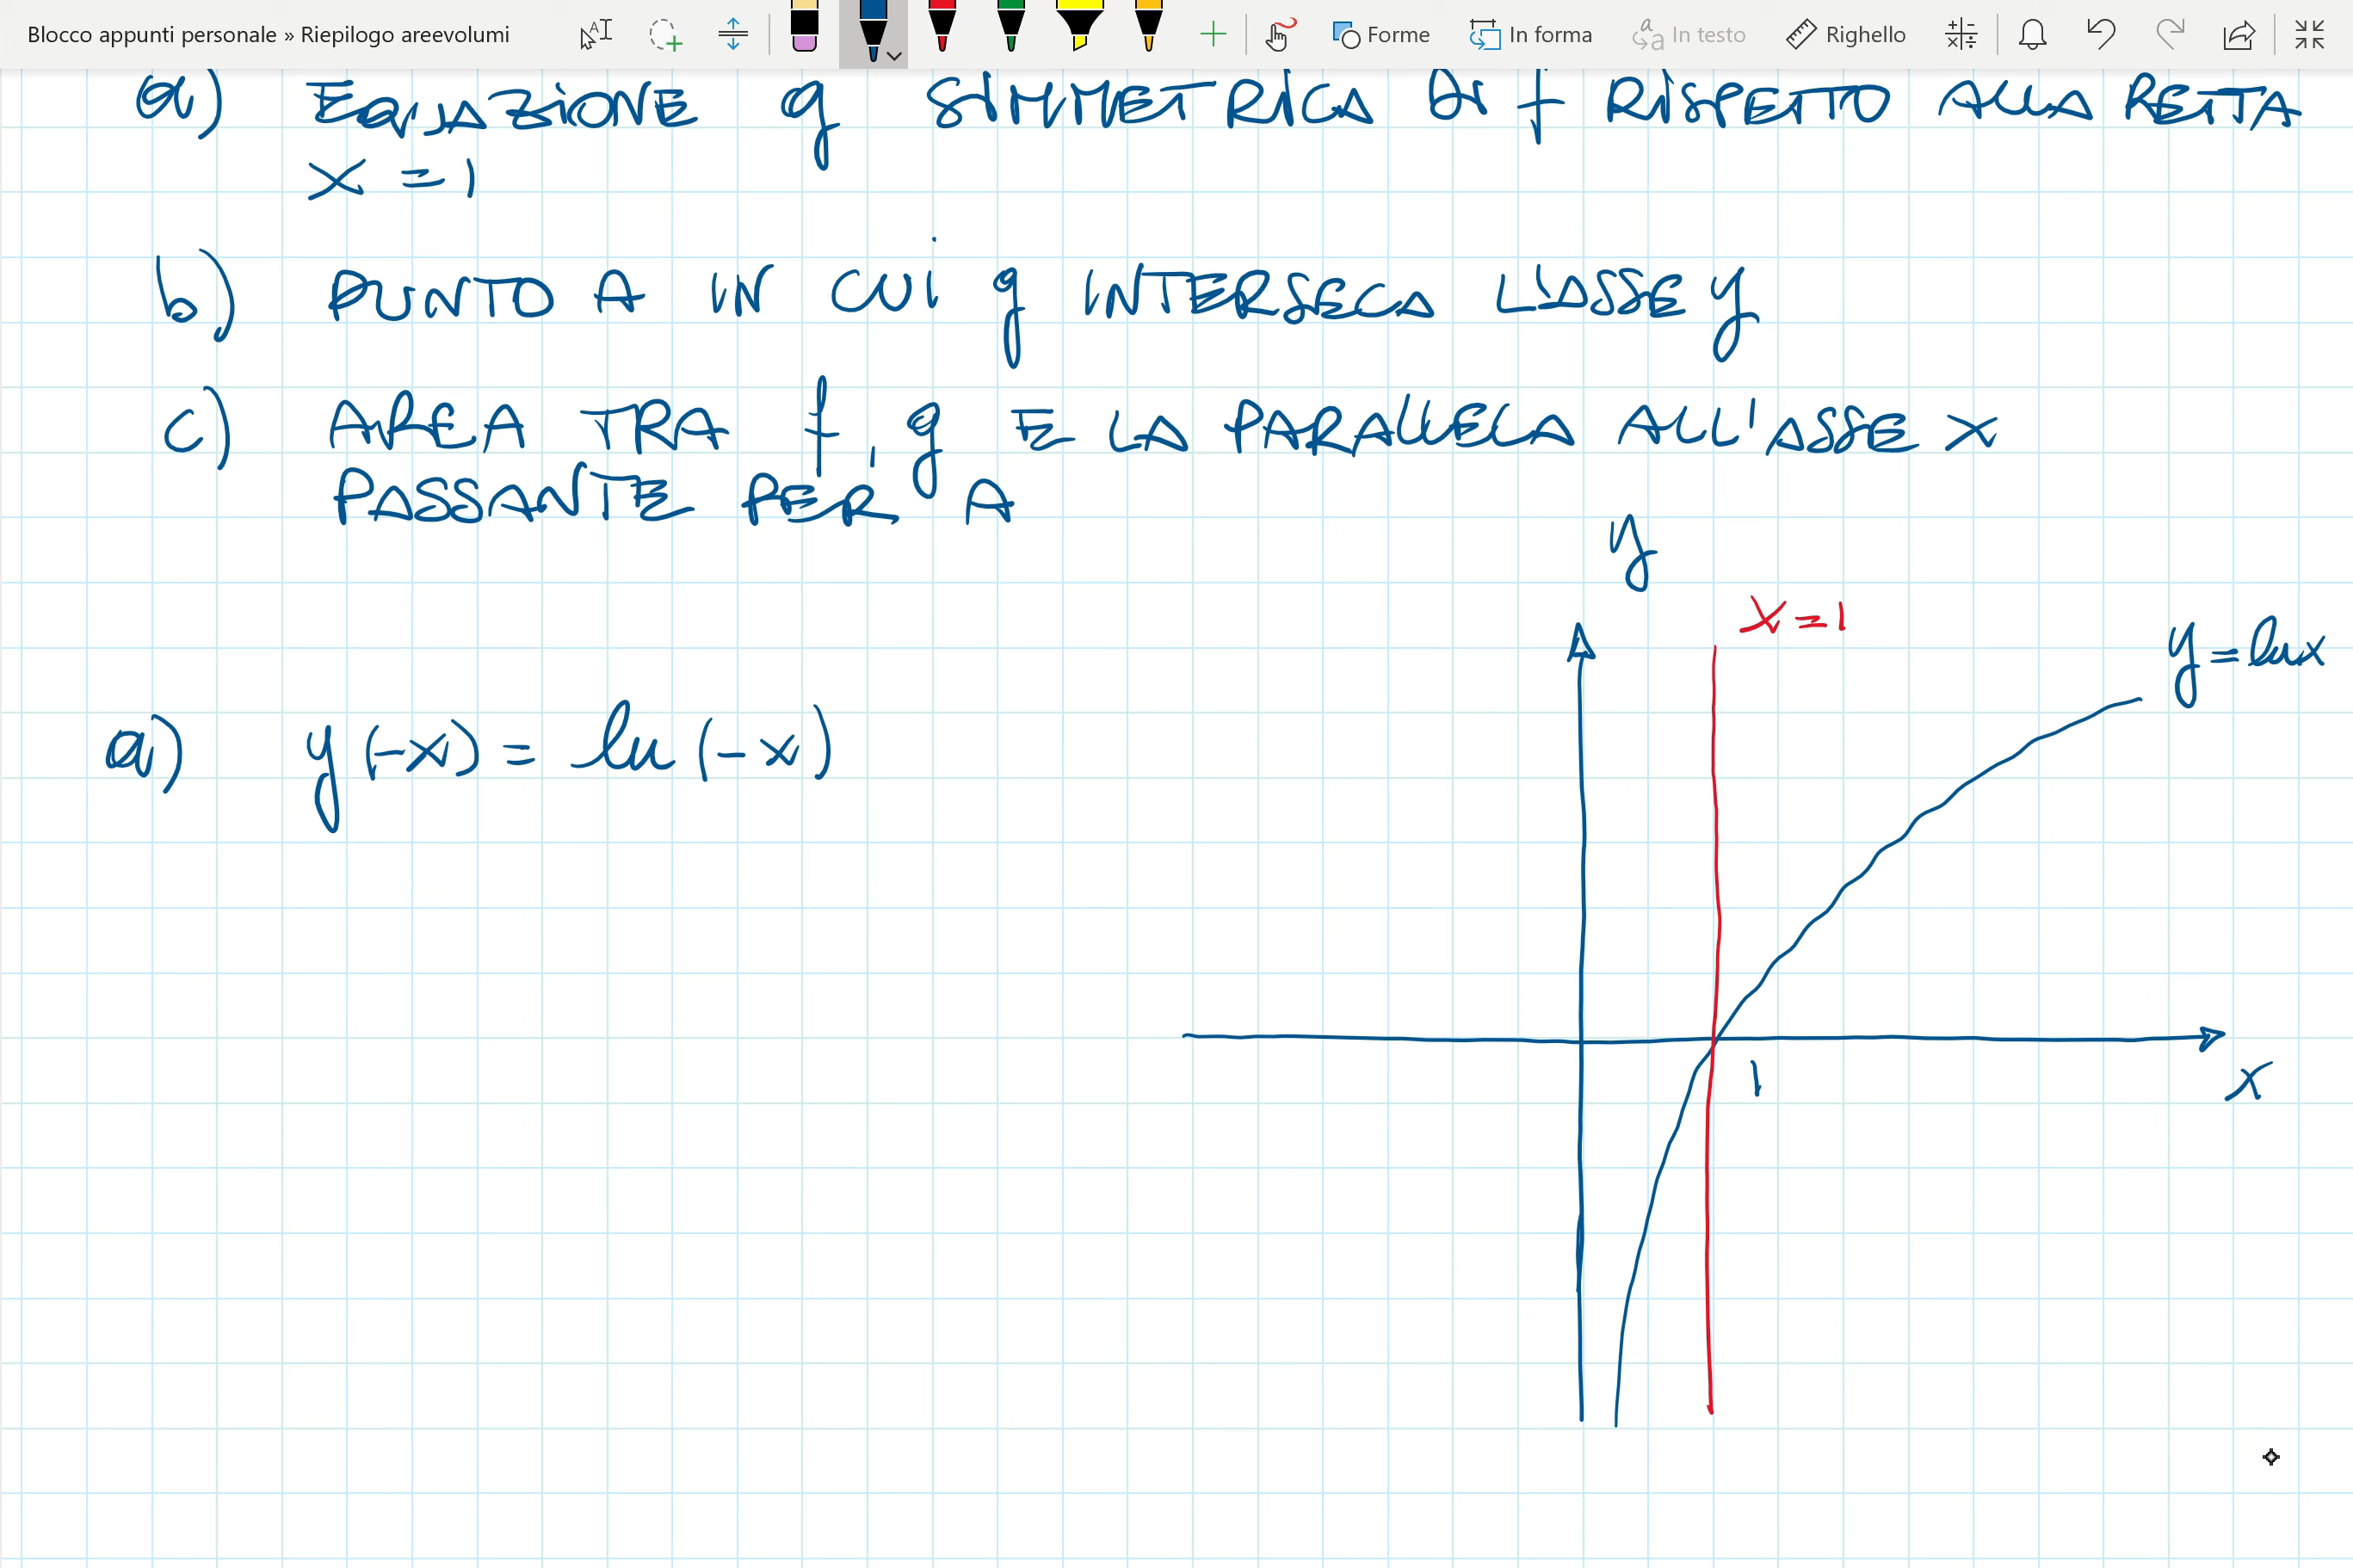 Blocco appunti personale » Riepilogo areevolumi Forme In forma In testo Righello
a) EQUAZIONE g SIMMETRICA DI f RISPETTO ALLA RETTA
x = 1
b) PUNTO A IN CUI g INTERSECA L'ASSE y
c) AREA TRA f, g E LA PARALLELA ALL'ASSE x
PASSANTE PER A
y
x = 1
y = ln x
a) y(-x) = ln(-x)
1
x